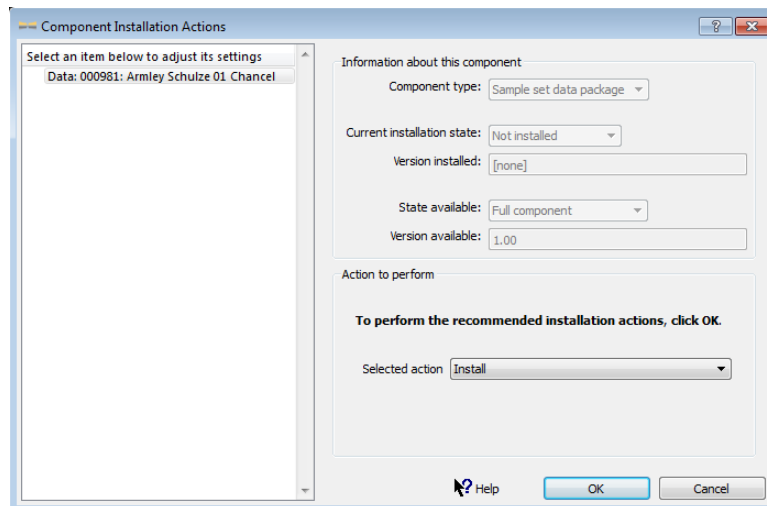 Component Installation Actions
Select an item below to adjust its settings
Data: 000981: Armley Schulze 01 Chancel
Information about this component
Component type: Sample set data package
Current installation state: Not installed
Version installed: [none]
State available: Full component
Version available: 1.00
Action to perform
To perform the recommended installation actions, click OK.
Selected action Install
Help OK Cancel